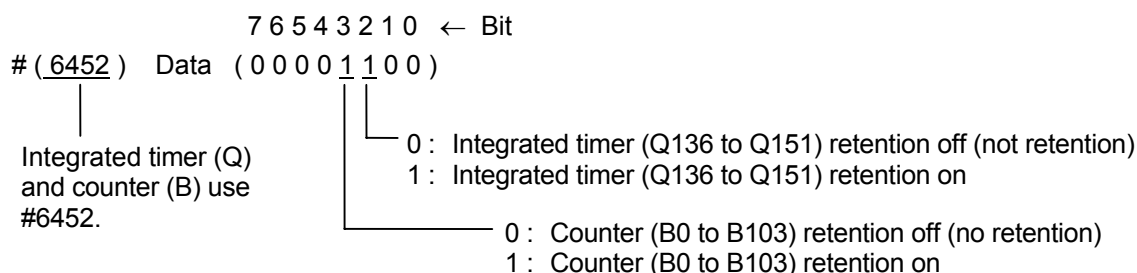 7 6 5 4 3 2 1 0 ← Bit
# ( 6452 ) Data ( 0 0 0 0 1 1 0 0 )
0 : Integrated timer (Q136 to Q151) retention off (not retention)
1 : Integrated timer (Q136 to Q151) retention on
Integrated timer (Q)
and counter (B) use
#6452.
0 : Counter (B0 to B103) retention off (no retention)
1 : Counter (B0 to B103) retention on